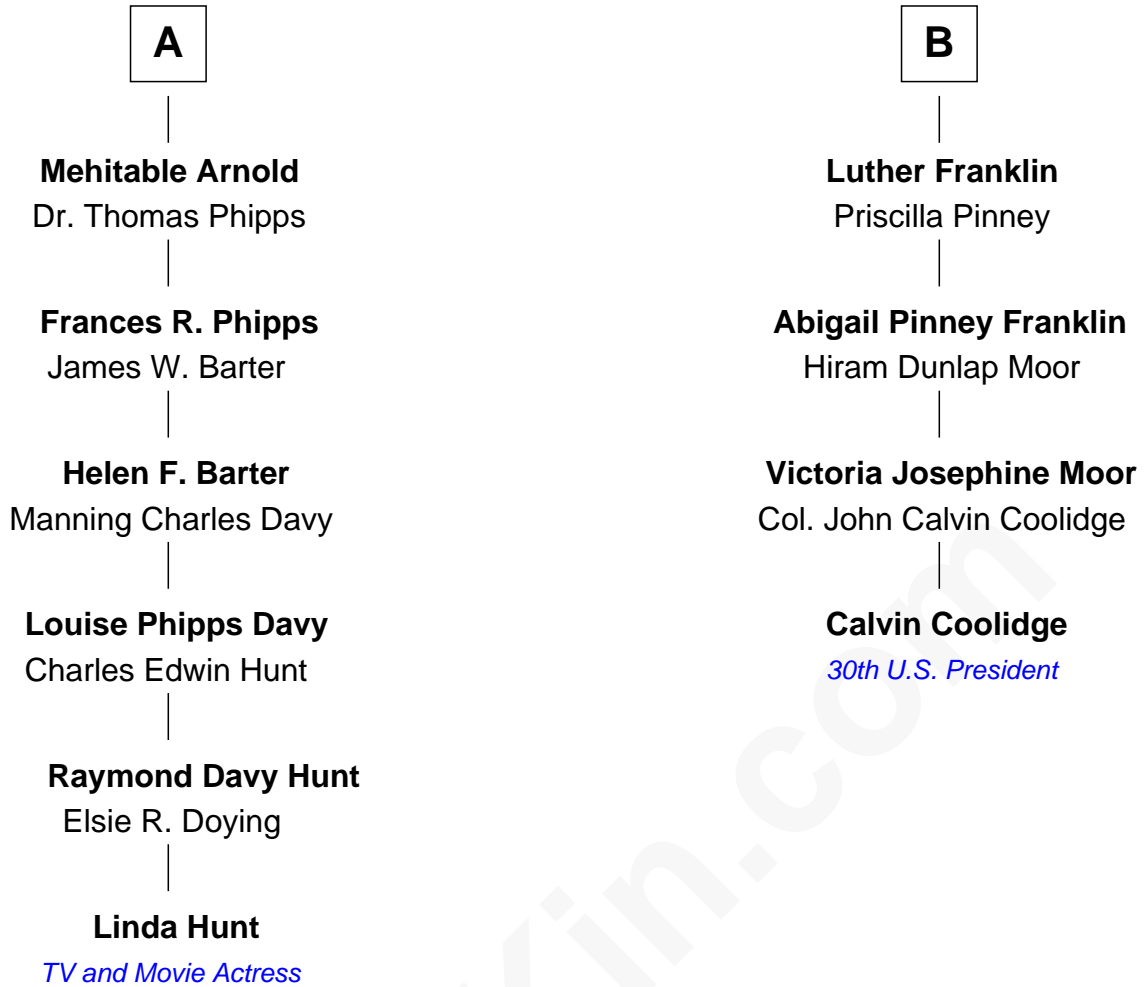 A
Mehitable Arnold
Dr. Thomas Phipps
Frances R. Phipps
James W. Barter
Helen F. Barter
Manning Charles Davy
Louise Phipps Davy
Charles Edwin Hunt
Raymond Davy Hunt
Elsie R. Doying
Linda Hunt
TV and Movie Actress
B
Luther Franklin
Priscilla Pinney
Abigail Pinney Franklin
Hiram Dunlap Moor
Victoria Josephine Moor
Col. John Calvin Coolidge
Calvin Coolidge
30th U.S. President
Kin.com